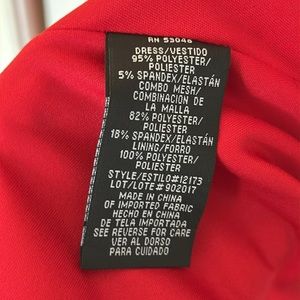 RN 53046
DRESS/VESTIDO
95% POLYESTER/
POLIESTER
5% SPANDEX/ELASTÁN
COMBO MESH/
COMBINACIÓN DE
LA MALLA
82% POLYESTER/
POLIESTER
18% SPANDEX/ELASTÁN
LINING/FORRO
100% POLYESTER/
POLIESTER
STYLE/ESTILO#12173
LOT/LOTE#902017
MADE IN CHINA
OF IMPORTED FABRIC
HECHO EN CHINA
DE TELA IMPORTADA
SEE REVERSE FOR CARE
VER AL DORSO
PARA CUIDADO